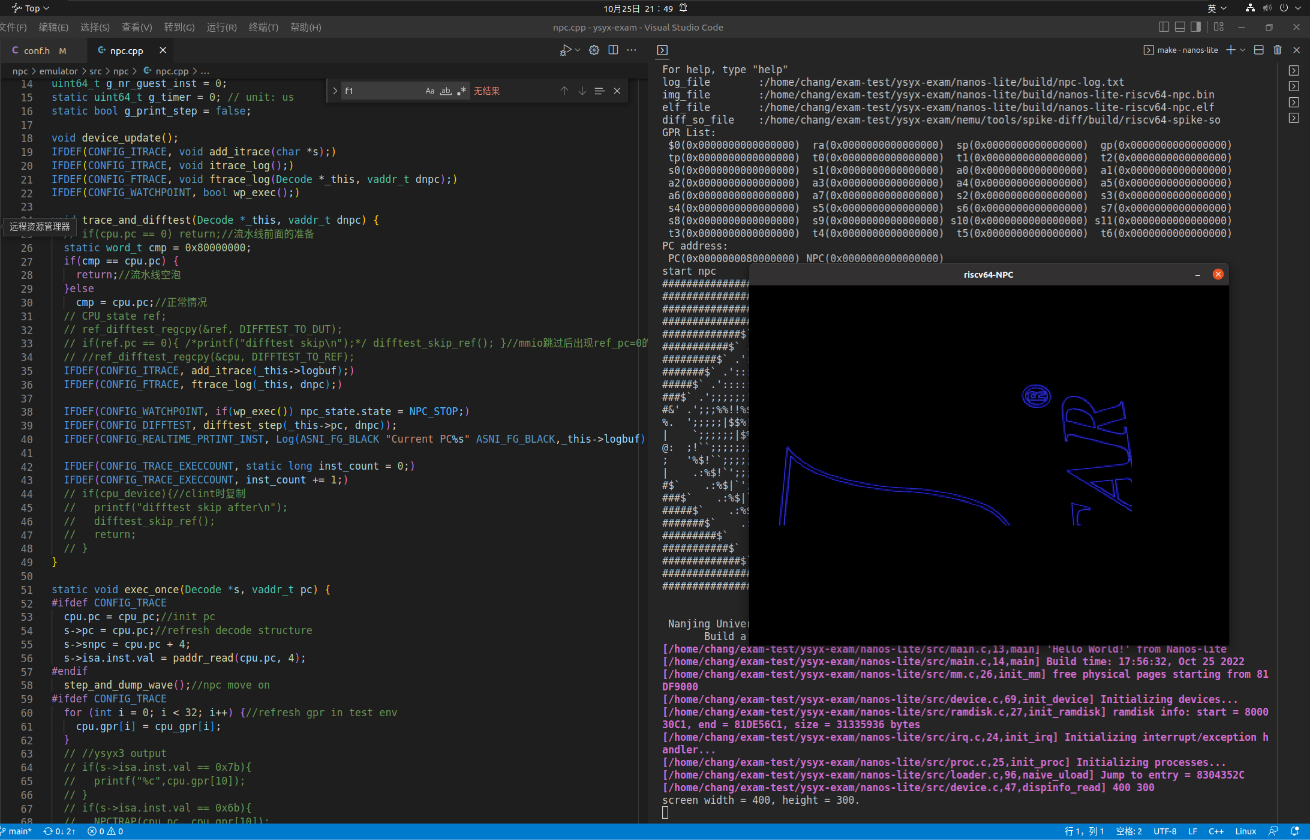 Top
10月25日 21：49
英
文件(F) 编辑(E) 选择(S) 查看(V) 转到(G) 运行(R) 终端(T) 帮助(H)
npc.cpp - ysyx-exam - Visual Studio Code
C conf.h M
npc.cpp
make - nanos-lite
npc > emulator > src > npc > npc.cpp > ...
f1
Aa
ab
无结果
14 uint64_t g_nr_guest_inst = 0;
15 static uint64_t g_timer = 0; // unit: us
16 static bool g_print_step = false;
17
18 void device_update();
19 IFDEF(CONFIG_ITRACE, void add_itrace(char *s);)
20 IFDEF(CONFIG_ITRACE, void itrace_log();)
21 IFDEF(CONFIG_FTRACE, void ftrace_log(Decode *_this, vaddr_t dnpc);)
22 IFDEF(CONFIG_WATCHPOINT, bool wp_exec();)
23
trace_and_difftest(Decode *_this, vaddr_t dnpc) {
远程资源管理器
// if(cpu.pc == 0) return;//流水线前面的准备
26 static word_t cmp = 0x80000000;
27 if(cmp == cpu.pc) {
28 return;//流水线空泡
29 }else
30 cmp = cpu.pc;//正常情况
31 // CPU_state ref;
32 // ref_difftest_regcpy(&ref, DIFFTEST_TO_DUT);
33 // if(ref.pc == 0){ /*printf("difftest skip\n");*/ difftest_skip_ref(); }//mmio跳过后出现ref_pc=0的
34 // //ref_difftest_regcpy(&cpu, DIFFTEST_TO_REF);
35 IFDEF(CONFIG_ITRACE, add_itrace(_this->logbuf);)
36 IFDEF(CONFIG_FTRACE, ftrace_log(_this, dnpc);)
37
38 IFDEF(CONFIG_WATCHPOINT, if(wp_exec()) npc_state.state = NPC_STOP;)
39 IFDEF(CONFIG_DIFFTEST, difftest_step(_this->pc, dnpc));
40 IFDEF(CONFIG_REALTIME_PRTINT_INST, Log(ASNI_FG_BLACK "Current PC%s" ASNI_FG_BLACK,_this->logbuf)
41
42 IFDEF(CONFIG_TRACE_EXECCOUNT, static long inst_count = 0;)
43 IFDEF(CONFIG_TRACE_EXECCOUNT, inst_count += 1;)
44 // if(cpu_device){//clint时复制
45 // printf("difftest skip after\n");
46 // difftest_skip_ref();
47 // return;
48 // }
49 }
50
51 static void exec_once(Decode *s, vaddr_t pc) {
52 #ifdef CONFIG_TRACE
53 cpu.pc = cpu_pc;//init pc
54 s->pc = cpu.pc;//refresh decode structure
55 s->snpc = cpu.pc + 4;
56 s->isa.inst.val = paddr_read(cpu.pc, 4);
57 #endif
58 step_and_dump_wave();//npc move on
59 #ifdef CONFIG_TRACE
60 for (int i = 0; i < 32; i++) {//refresh gpr in test env
61 cpu.gpr[i] = cpu_gpr[i];
62 }
63 // //ysyx3 output
64 // if(s->isa.inst.val == 0x7b){
65 // printf("%c",cpu.gpr[10]);
66 // }
67 // if(s->isa.inst.val == 0x6b){
68 // NPCTRAP(cpu.pc, cpu.gpr[10]);
For help, type "help"
log_file :/home/chang/exam-test/ysyx-exam/nanos-lite/build/npc-log.txt
img_file :/home/chang/exam-test/ysyx-exam/nanos-lite/build/nanos-lite-riscv64-npc.bin
elf_file :/home/chang/exam-test/ysyx-exam/nanos-lite/build/nanos-lite-riscv64-npc.elf
diff_so_file :/home/chang/exam-test/ysyx-exam/nemu/tools/spike-diff/build/riscv64-spike-so
GPR List:
$0(0x0000000000000000) ra(0x0000000000000000) sp(0x0000000000000000) gp(0x0000000000000000)
tp(0x0000000000000000) t0(0x0000000000000000) t1(0x0000000000000000) t2(0x0000000000000000)
s0(0x0000000000000000) s1(0x0000000000000000) a0(0x0000000000000000) a1(0x0000000000000000)
a2(0x0000000000000000) a3(0x0000000000000000) a4(0x0000000000000000) a5(0x0000000000000000)
a6(0x0000000000000000) a7(0x0000000000000000) s2(0x0000000000000000) s3(0x0000000000000000)
s4(0x0000000000000000) s5(0x0000000000000000) s6(0x0000000000000000) s7(0x0000000000000000)
s8(0x0000000000000000) s9(0x0000000000000000) s10(0x0000000000000000) s11(0x0000000000000000)
t3(0x0000000000000000) t4(0x0000000000000000) t5(0x0000000000000000) t6(0x0000000000000000)
PC address:
PC(0x0000000080000000) NPC(0x0000000000000000)
start npc
riscv64-NPC
Nanjing Univer
Build a
[/home/chang/exam-test/ysyx-exam/nanos-lite/src/main.c,13,main] 'Hello World!' from Nanos-lite
[/home/chang/exam-test/ysyx-exam/nanos-lite/src/main.c,14,main] Build time: 17:56:32, Oct 25 2022
[/home/chang/exam-test/ysyx-exam/nanos-lite/src/mm.c,26,init_mm] free physical pages starting from 81
DF9000
[/home/chang/exam-test/ysyx-exam/nanos-lite/src/device.c,69,init_device] Initializing devices...
[/home/chang/exam-test/ysyx-exam/nanos-lite/src/ramdisk.c,27,init_ramdisk] ramdisk info: start = 8000
30C1, end = 81DE56C1, size = 31335936 bytes
[/home/chang/exam-test/ysyx-exam/nanos-lite/src/irq.c,24,init_irq] Initializing interrupt/exception h
andler...
[/home/chang/exam-test/ysyx-exam/nanos-lite/src/proc.c,25,init_proc] Initializing processes...
[/home/chang/exam-test/ysyx-exam/nanos-lite/src/loader.c,96,naive_uload] Jump to entry = 8304352C
[/home/chang/exam-test/ysyx-exam/nanos-lite/src/device.c,47,dispinfo_read] 400 300
screen width = 400, height = 300.
main* 0↓ 2↑ 0 0
行 1，列 1 空格: 2 UTF-8 LF C++ Linux